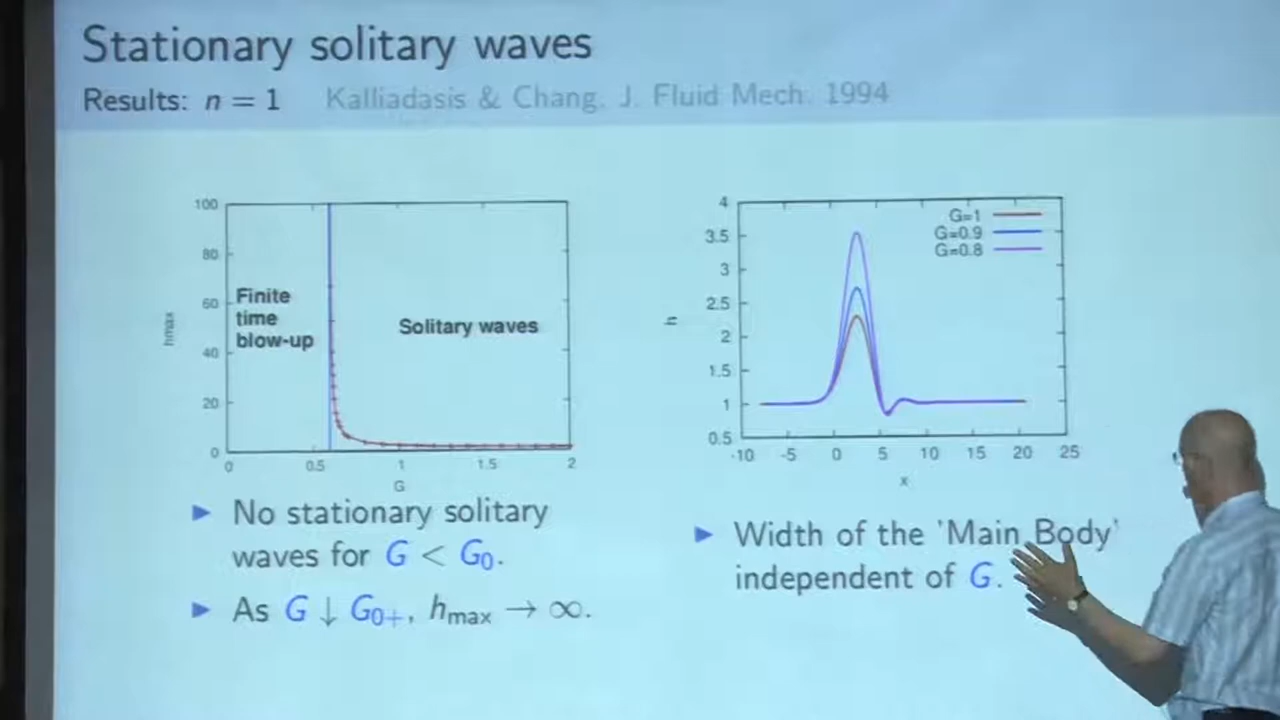 Stationary solitary waves
Results: n = 1 Kalliadasis & Chang. J. Fluid Mech. 1994
100
80
60
40
20
0
hmax
Finite
time
blow-up
Solitary waves
0 0.5 1 1.5 2
G
4
3.5
3
2.5
2
1.5
1
0.5
h
G=1
G=0.9
G=0.8
-10 -5 0 5 10 15 20 25
x
▶ No stationary solitary
waves for G < G₀.
▶ As G ↓ G₀₊, hmax → ∞.
▶ Width of the 'Main Body'
independent of G.